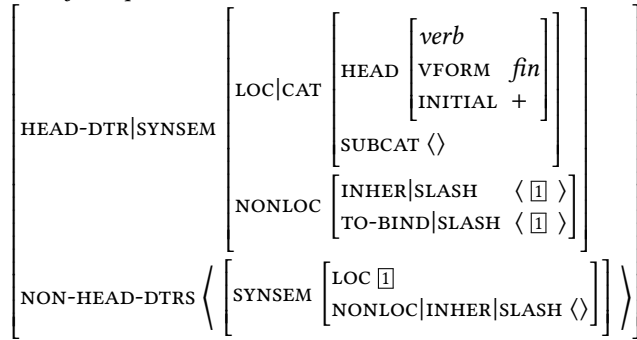 HEAD-DTR|SYNSEM
LOC|CAT
HEAD
verb
VFORM fin
INITIAL +
SUBCAT ⟨⟩
NONLOC
INHER|SLASH ⟨ 1 ⟩
TO-BIND|SLASH ⟨ 1 ⟩
NON-HEAD-DTRS ⟨ [SYNSEM
LOC 1
NONLOC|INHER|SLASH ⟨⟩ ] ⟩